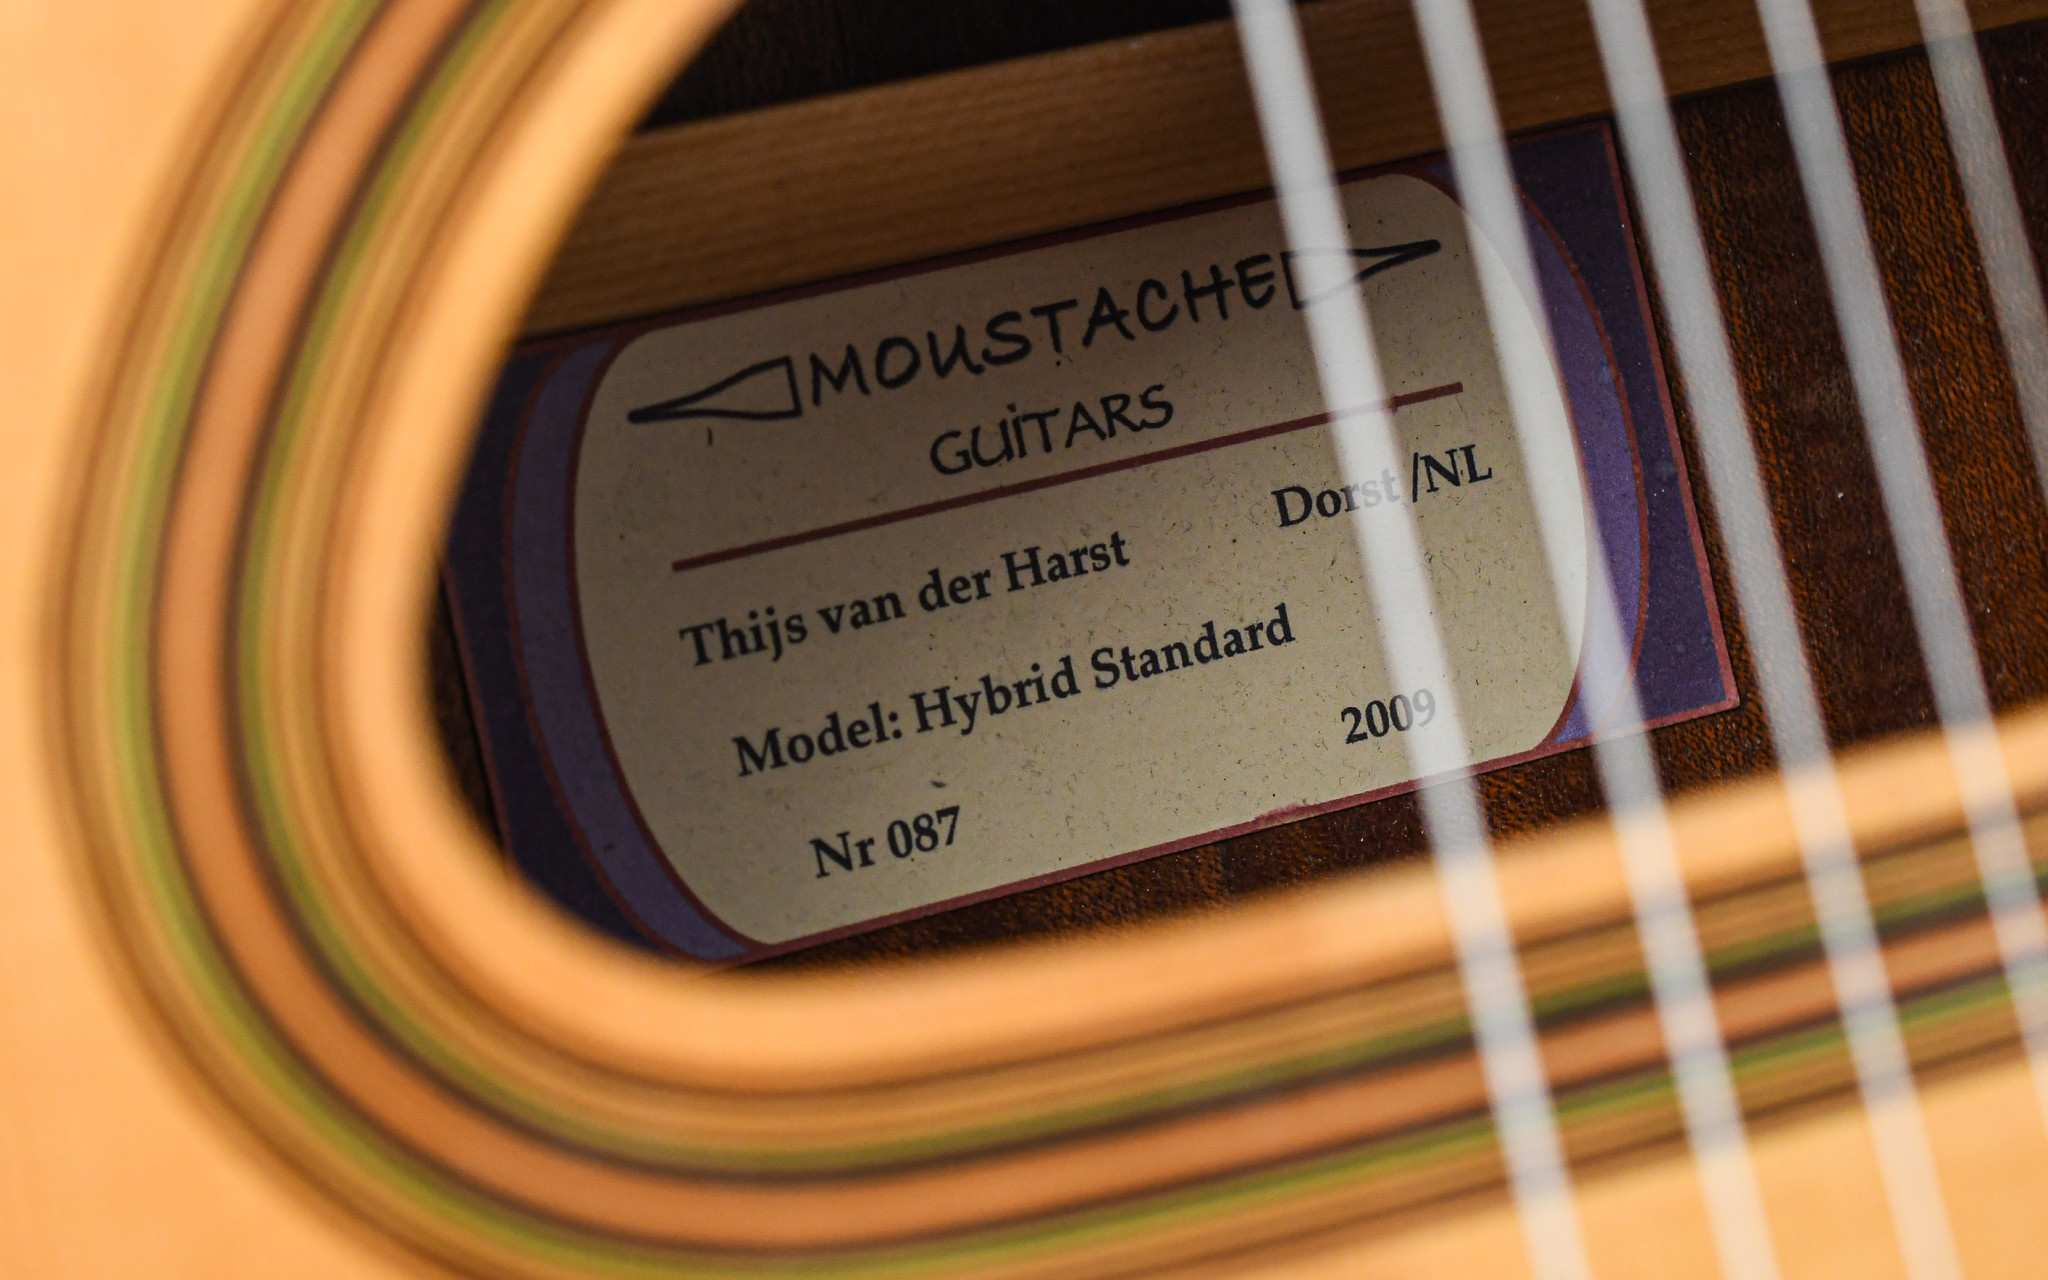 MOUSTACHE
GUITARS
Dorst /NL
Thijs van der Harst
Model: Hybrid Standard
2009
Nr 087